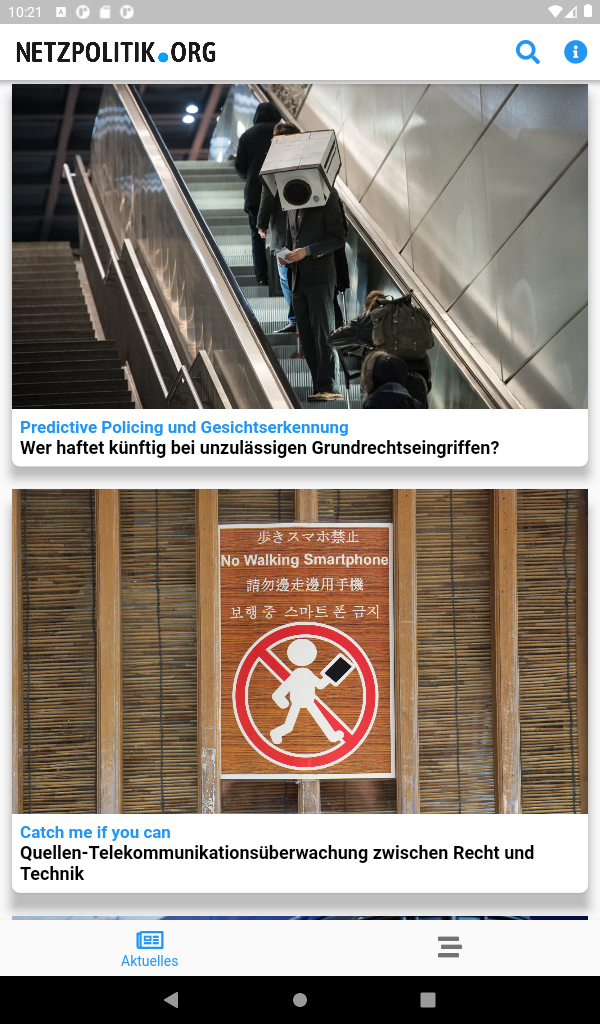 10:21
NETZPOLITIK.ORG
Predictive Policing und Gesichtserkennung
Wer haftet künftig bei unzulässigen Grundrechtseingriffen?
歩きスマホ禁止
No Walking Smartphone
請勿邊走邊用手機
보행 중 스마트 폰 금지
Catch me if you can
Quellen-Telekommunikationsüberwachung zwischen Recht und
Technik
Aktuelles